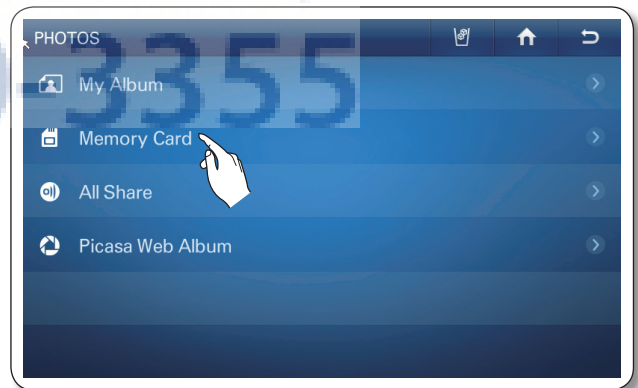 PHOTOS
-3355
My Album
Memory Card
All Share
Picasa Web Album